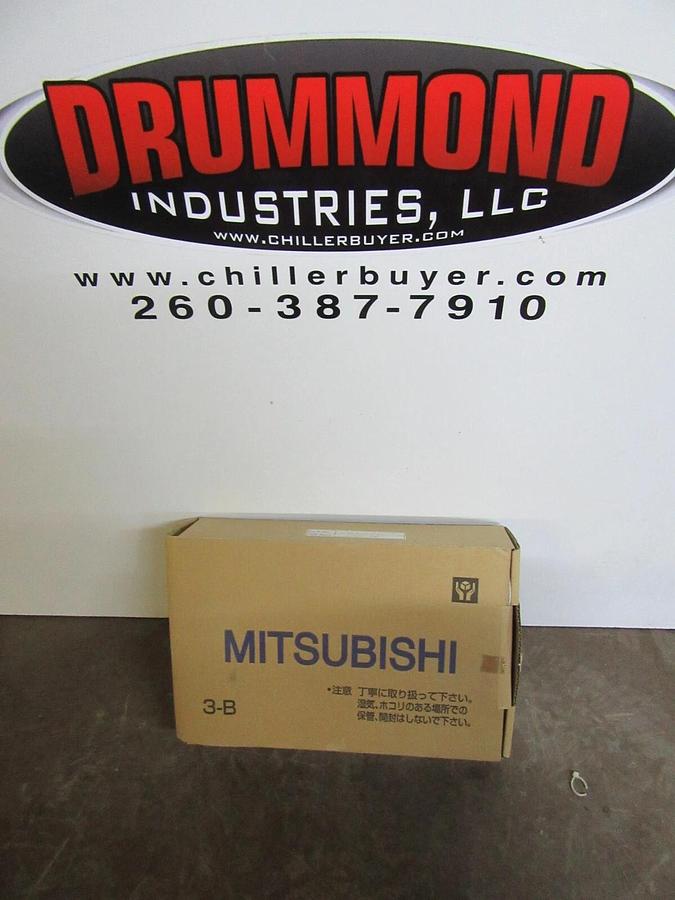 DRUMMOND
INDUSTRIES, LLC
WWW.CHILLERBUYER.COM
www.chillerbuyer.com
260-387-7910
MITSUBISHI
3-B
・注意 丁寧に取り扱って下さい。
湿気、ホコリのある場所での
保管、開封はしないで下さい。